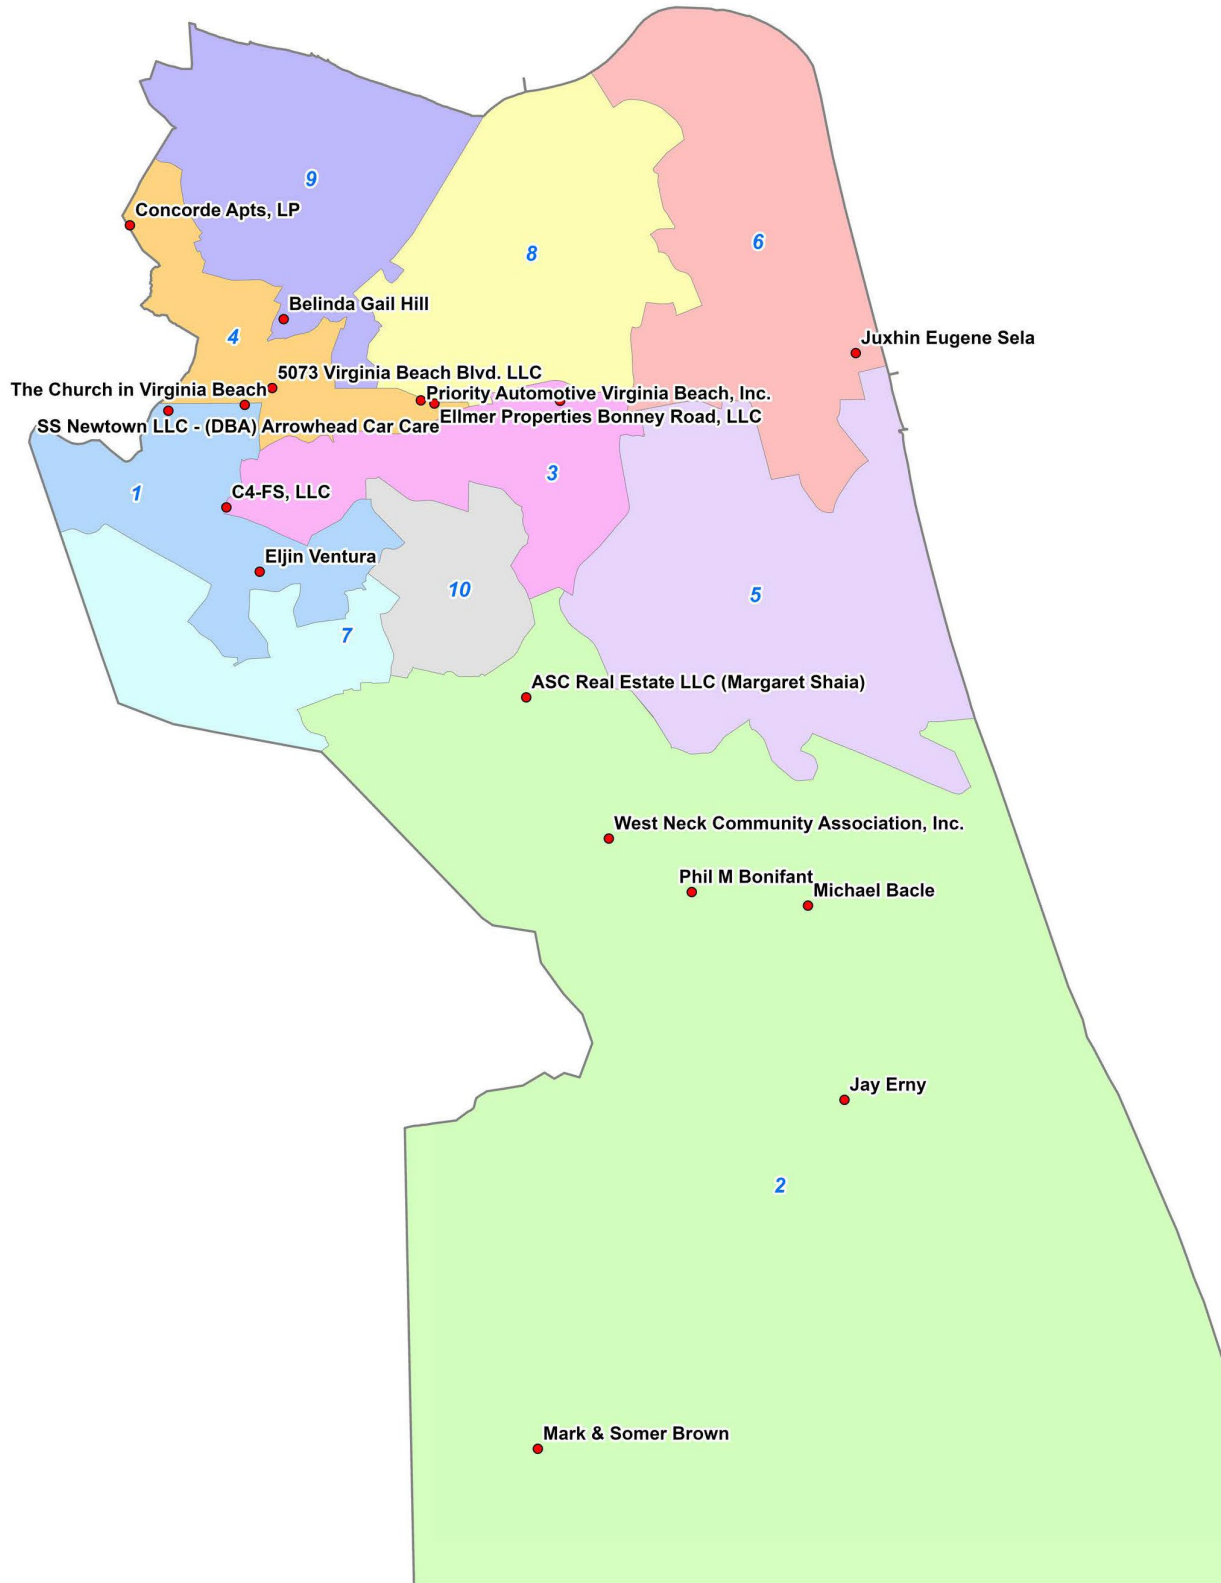 9
Concorde Apts, LP
6
8
Belinda Gail Hill
4
Juxhin Eugene Sela
5073 Virginia Beach Blvd. LLC
The Church in Virginia Beach
Priority Automotive Virginia Beach, Inc.
Ellmer Properties Bonney Road, LLC
SS Newtown LLC - (DBA) Arrowhead Car Care
3
1
C4-FS, LLC
Eljin Ventura
10
5
7
ASC Real Estate LLC (Margaret Shaia)
West Neck Community Association, Inc.
Phil M Bonifant
Michael Bacle
Jay Erny
2
Mark & Somer Brown